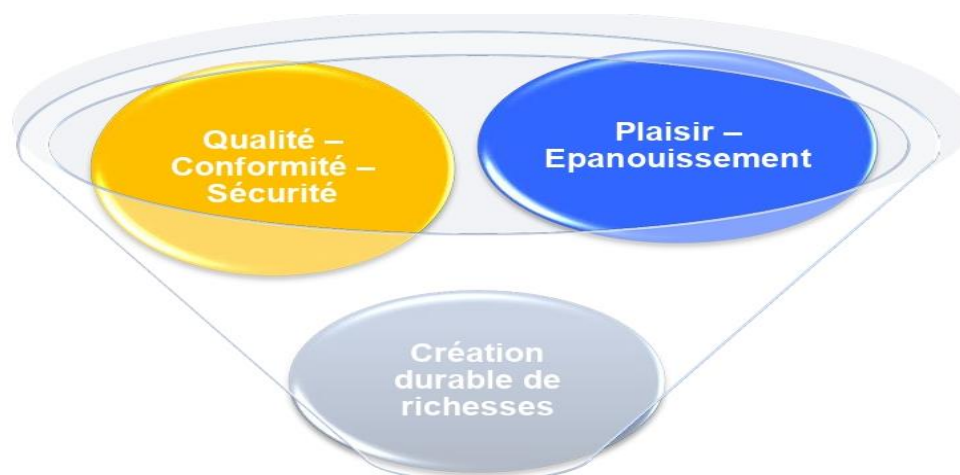 Qualité –
Conformité –
Sécurité
Plaisir –
Epanouissement
Création
durable de
richesses